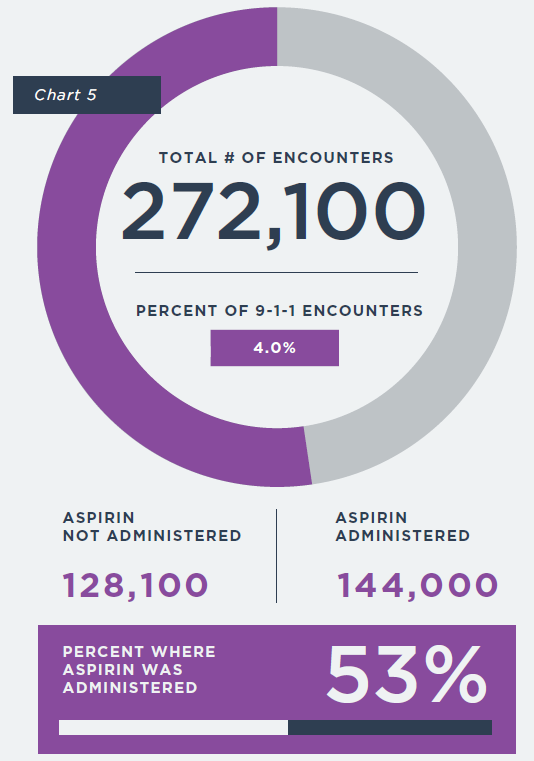 Chart 5
TOTAL # OF ENCOUNTERS
272,100
PERCENT OF 9-1-1 ENCOUNTERS
4.0%
ASPIRIN
NOT ADMINISTERED
128,100
ASPIRIN
ADMINISTERED
144,000
PERCENT WHERE
ASPIRIN WAS
ADMINISTERED
53%